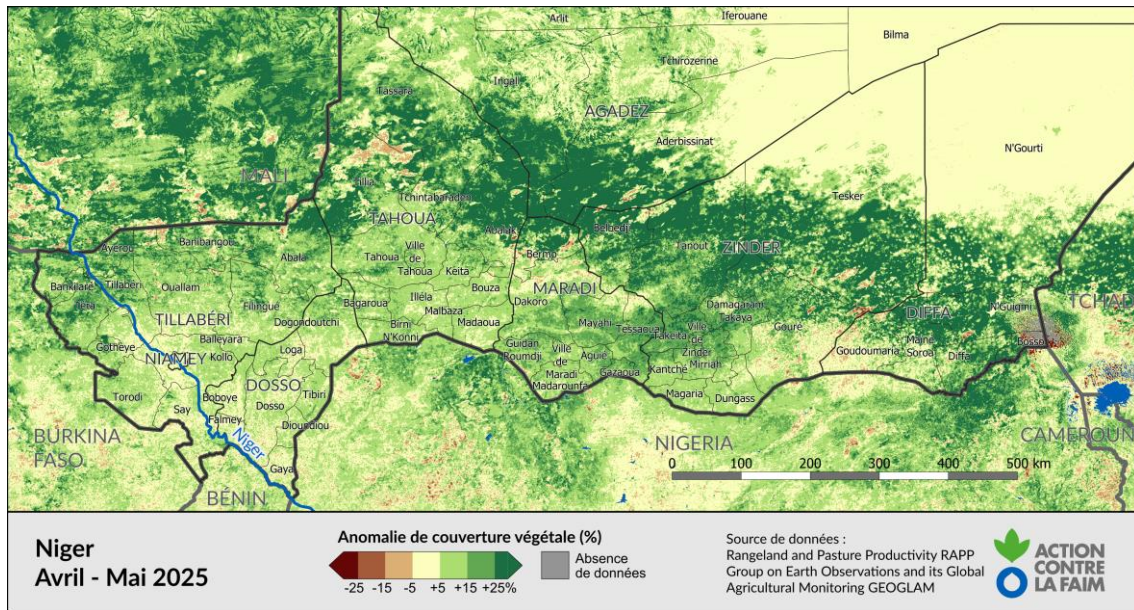 Arlit
Iferouane
Bilma
Tchirozerine
Ingall
Tassara
AGADEZ
Aderbissinat
N'Gourti
MALI
Tillia
Tchintabaraden
Tesker
TAHOUA
Abalak
Belbedji
Tanout
ZINDER
Ayerou
Banibangou
Abala
Tahoua
Ville
de
Tahoua
Keita
Bermo
Bankilaré
Tillabéri
Ouallam
Filingué
Bagaroua
Illéla
Bouza
Dakoro
MARADI
Damagaram
Takaya
N'Guigmi
TCHAD
Téra
TILLABÉRI
Dogondoutchi
Malbaza
Birni
N'Konni
Madaoua
Mayahi
Tessaoua
Takeita
Ville
de
Zinder
Mirriah
Gouré
DIFFA
Bosso
Gothèye
Balleyara
NIAMEY
Kollo
Loga
Guidan
Roumdji
Ville
de
Maradi
Aguié
Gazaoua
Kantché
Goudoumaria
Maïné
Soroa
Diffa
Torodi
Say
Boboye
DOSSO
Dosso
Tibiri
Madarounfa
Magaria
Dungass
Falmey
Dioundiou
BURKINA
FASO
Niger
Gaya
BÉNIN
NIGERIA
CAMEROUN
0 100 200 300 400 500 km
Niger
Avril - Mai 2025
Anomalie de couverture végétale (%)
-25 -15 -5 +5 +15 +25%
Absence
de données
Source de données :
Rangeland and Pasture Productivity RAPP
Group on Earth Observations and its Global
Agricultural Monitoring GEOGLAM
ACTION
CONTRE
LA FAIM